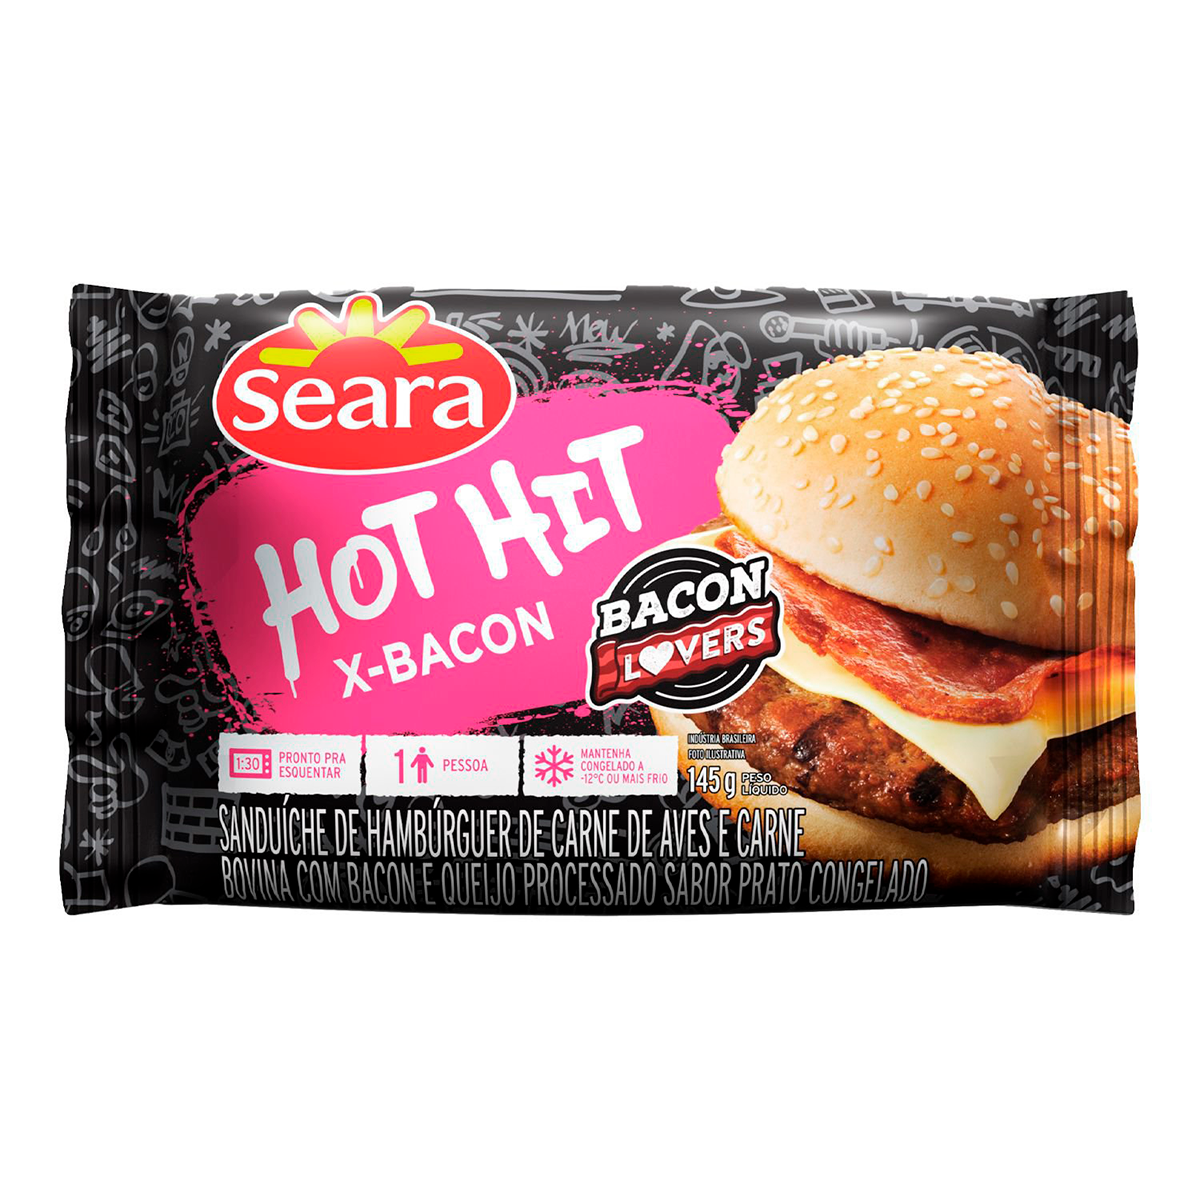 Seara
HOT HIT
X-BACON
BACON
LOVERS
1:30
PRONTO PRA
ESQUENTAR
1
PESSOA
MANTENHA
CONGELADO A
-12ºC OU MAIS FRIO
INDÚSTRIA BRASILEIRA
FOTO ILUSTRATIVA
145g PESO
LÍQUIDO
SANDUÍCHE DE HAMBÚRGUER DE CARNE DE AVES E CARNE
BOVINA COM BACON E QUEIJO PROCESSADO SABOR PRATO CONGELADO